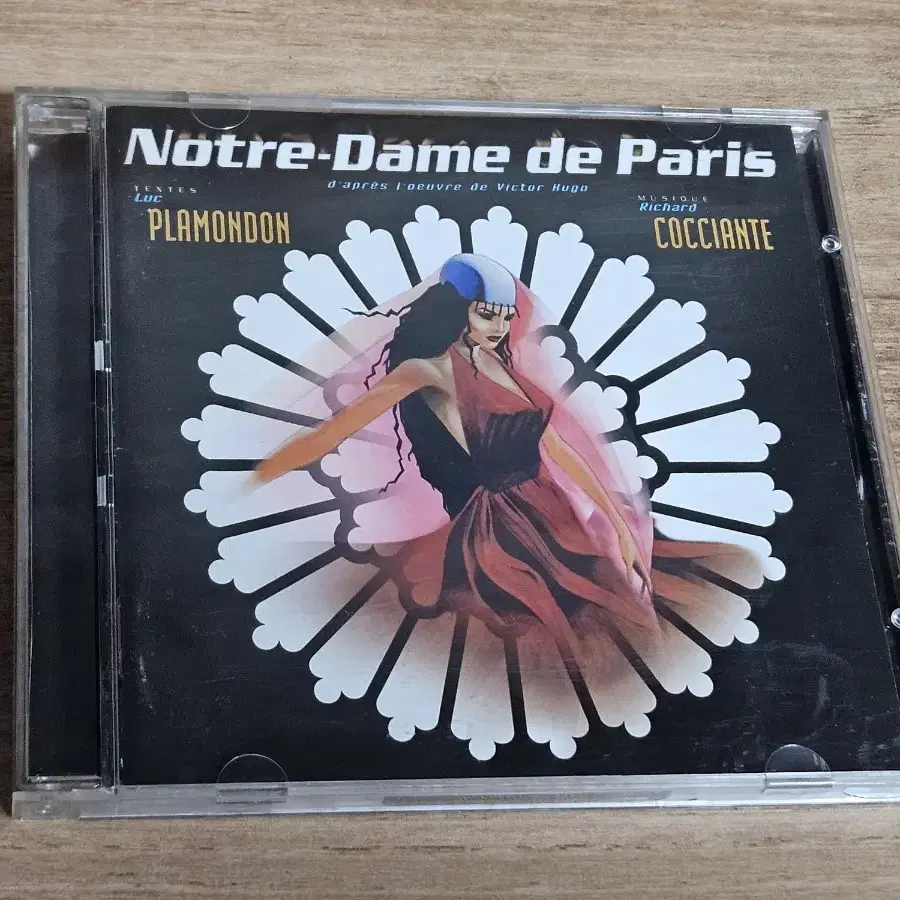 Notre-Dame de Paris
d'après l'oeuvre de Victor Hugo
TEXTES
Luc
PLAMONDON
MUSIQUE
Richard
COCCIANTE